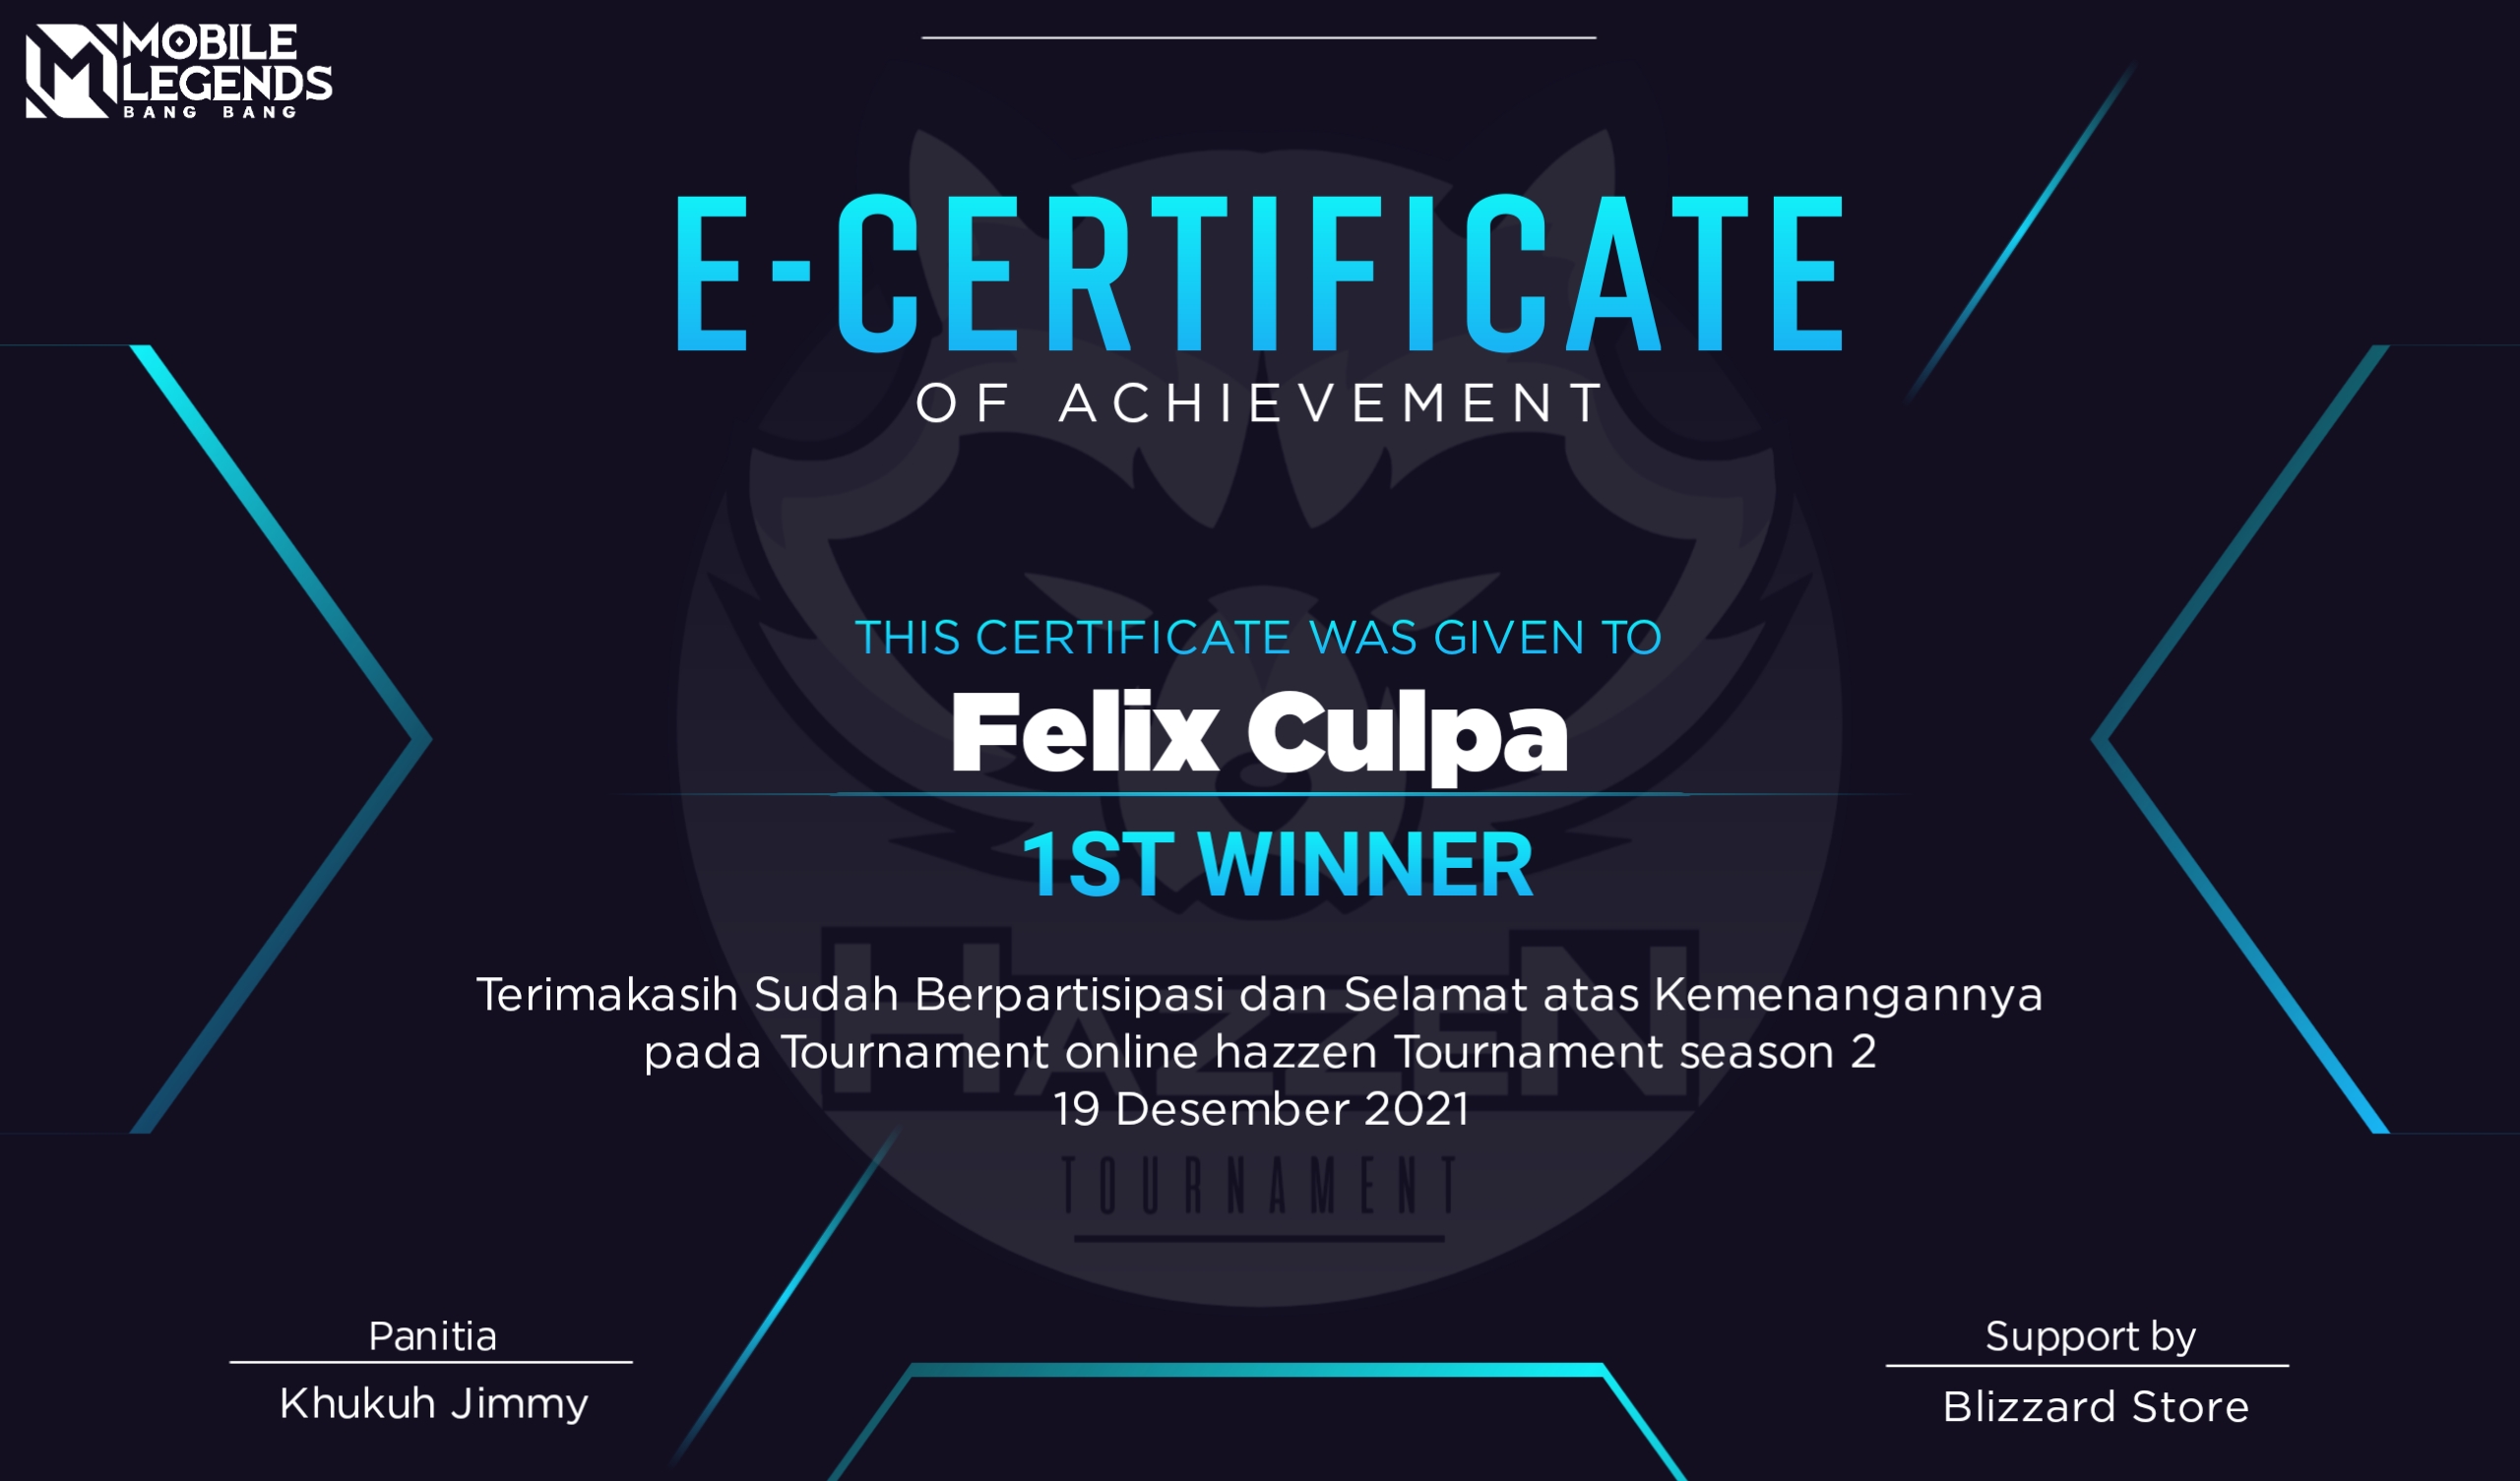 MOBILE
LEGENDS
BANG BANG
E-CERTIFICATE
OF ACHIEVEMENT
THIS CERTIFICATE WAS GIVEN TO
Felix Culpa
1ST WINNER
Terimakasih Sudah Berpartisipasi dan Selamat atas Kemenangannya
pada Tournament online hazzen Tournament season 2
19 Desember 2021
HAZZEN
TOURNAMENT
Panitia
Khukuh Jimmy
Support by
Blizzard Store